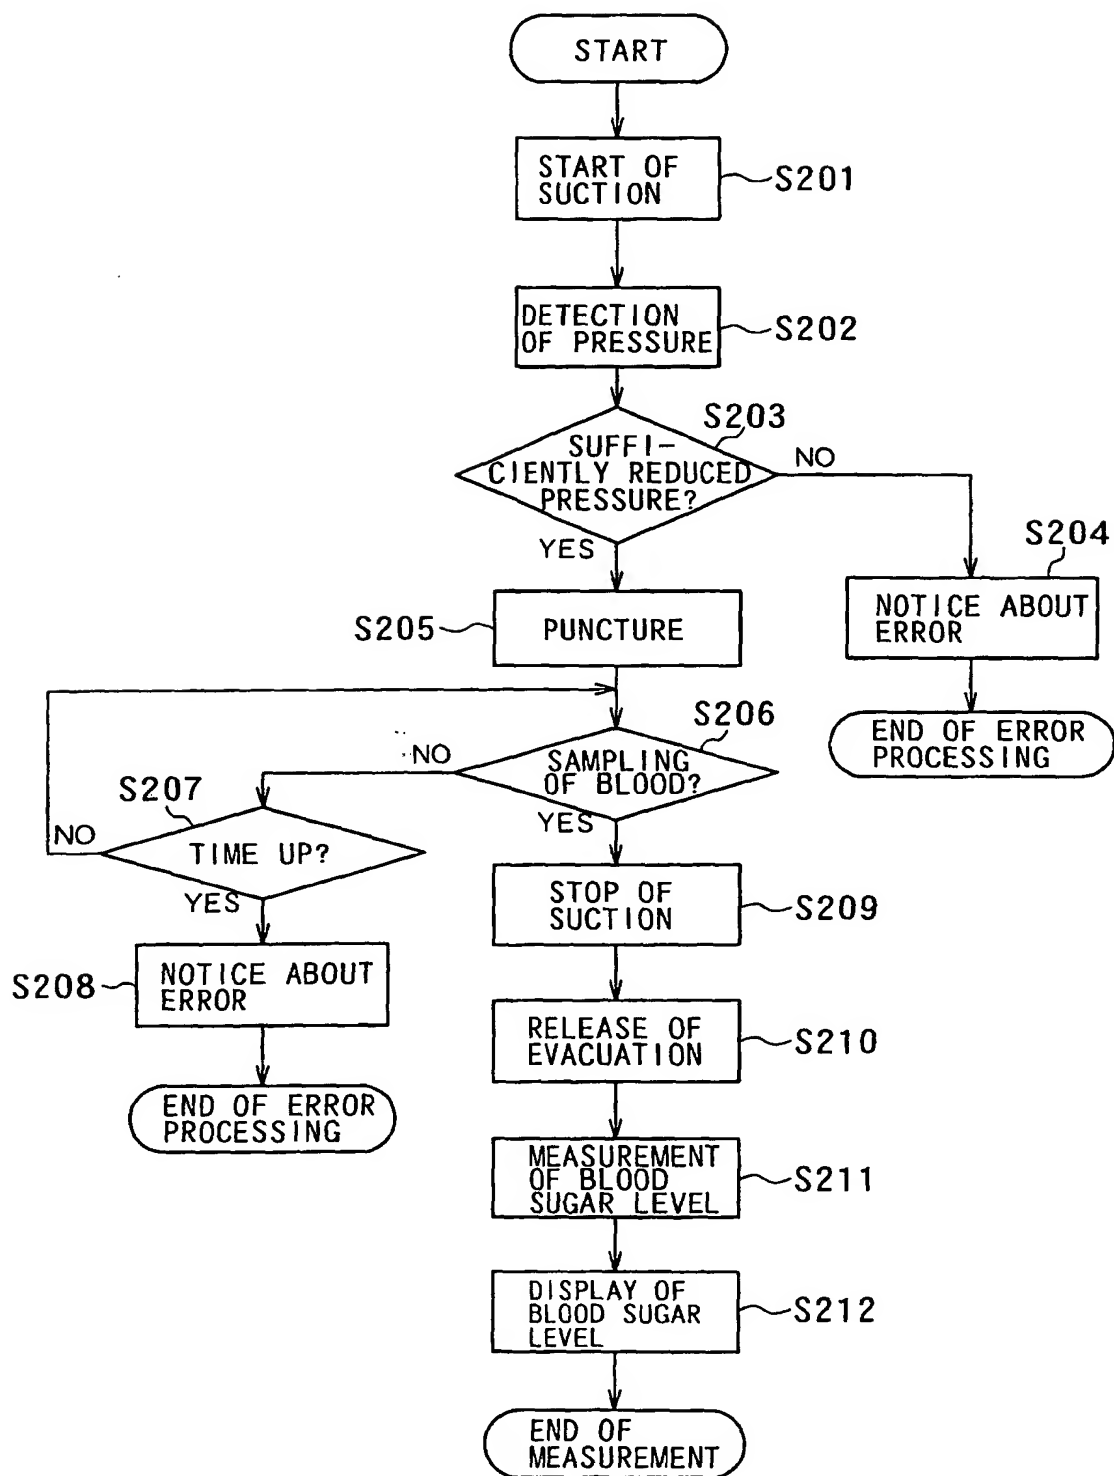 START
START OF
SUCTION
S201
DETECTION
OF PRESSURE
S202
S203
SUFFI-
CIENTLY REDUCED
PRESSURE?
NO
YES
S204
NOTICE ABOUT
ERROR
END OF ERROR
PROCESSING
S205
PUNCTURE
S206
SAMPLING
OF BLOOD?
NO
YES
S207
TIME UP?
NO
YES
S208
NOTICE ABOUT
ERROR
END OF ERROR
PROCESSING
STOP OF
SUCTION
S209
RELEASE OF
EVACUATION
S210
MEASUREMENT
OF BLOOD
SUGAR LEVEL
S211
DISPLAY OF
BLOOD SUGAR
LEVEL
S212
END OF
MEASUREMENT